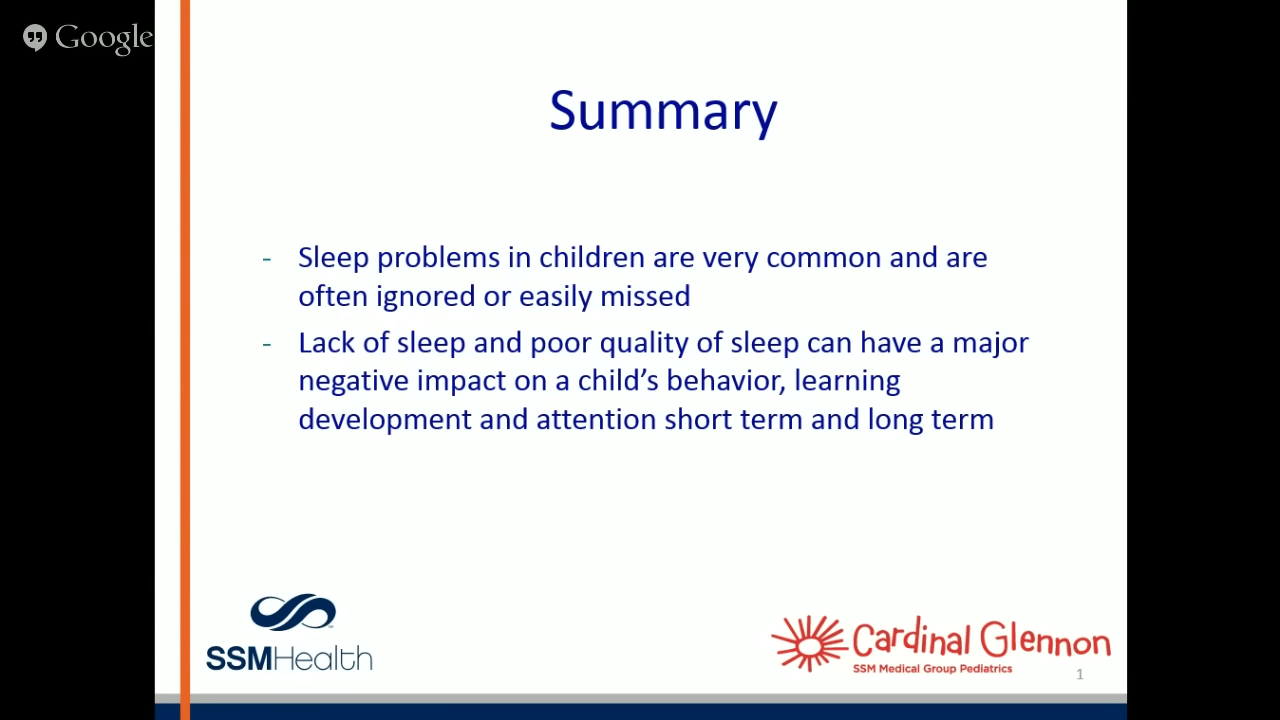 Google
Summary
- Sleep problems in children are very common and are
often ignored or easily missed
- Lack of sleep and poor quality of sleep can have a major
negative impact on a child’s behavior, learning
development and attention short term and long term
SSMHealth
Cardinal Glennon
SSM Medical Group Pediatrics
1